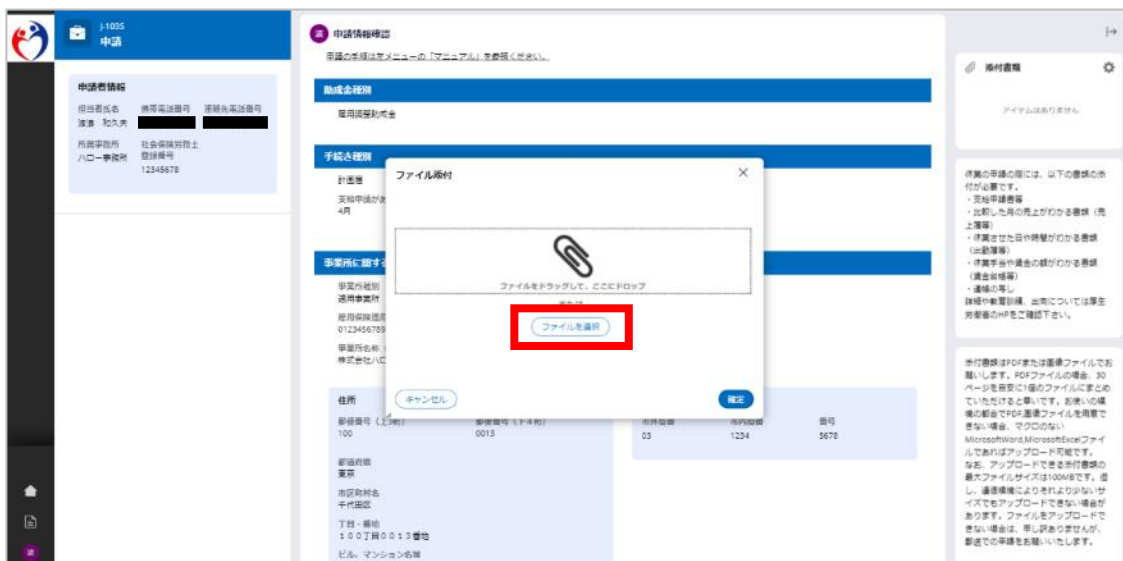 J-1035
申請
申請者情報
担当者氏名 携帯電話番号 連絡先電話番号
渡濱 和久夫
所属事務所 社会保険労務士
ハロー事務所 登録番号
12345678
申請情報確認
申請の手順は左メニューの「マニュアル」を参照ください。
助成金種別
雇用調整助成金
手続き種別
計画届
支給申請があ
4月
事業所に関する
事業所種別
適用事業所
雇用保険適用
0123456789
事業所名称
株式会社ハロ
住所
郵便番号（上3桁） 郵便番号（下4桁） 市外局番 市内局番 番号
100 0013 03 1234 5678
都道府県
東京
市区町村名
千代田区
丁目・番地
１００丁目００１３番地
ビル、マンション名等
ファイル添付
ファイルをドラッグして、ここにドロップ
または
ファイルを選択
キャンセル
確定
添付書類
アイテムはありません
休業の申請の際には、以下の書類の添
付が必要です。
・支給申請書等
・比較した月の売上がわかる書類（売
上簿等）
・休業させた日や時間がわかる書類
（出勤簿等）
・休業手当や賃金の額がわかる書類
（賃金台帳等）
・通帳の写し
詳細や教育訓練、出向については厚生
労働省のHPをご確認下さい。
添付書類はPDFまたは画像ファイルでお
願いします。PDFファイルの場合、30
ページを目安に1個のファイルにまとめ
ていただけると幸いです。お使いの環
境の都合でPDF,画像ファイルを用意で
きない場合、マクロのない
MicrosoftWord,MicrosoftExcelファイ
ルであればアップロード可能です。
なお、アップロードできる添付書類の
最大ファイルサイズは100MBです。但
し、通信環境によりそれより少ないサ
イズでもアップロードできない場合が
あります。ファイルをアップロードで
きない場合は、申し訳ありませんが、
郵送での申請をお願いいたします。